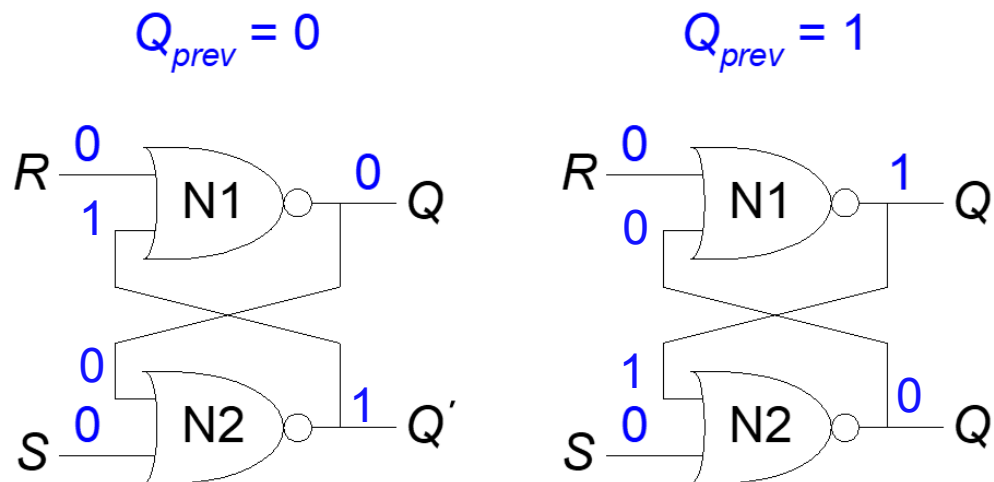 Qprev = 0
Qprev = 1
R 0 N1 0 Q
1
0
S 0 N2 1 Q′
R 0 N1 1 Q
0
1
S 0 N2 0 Q